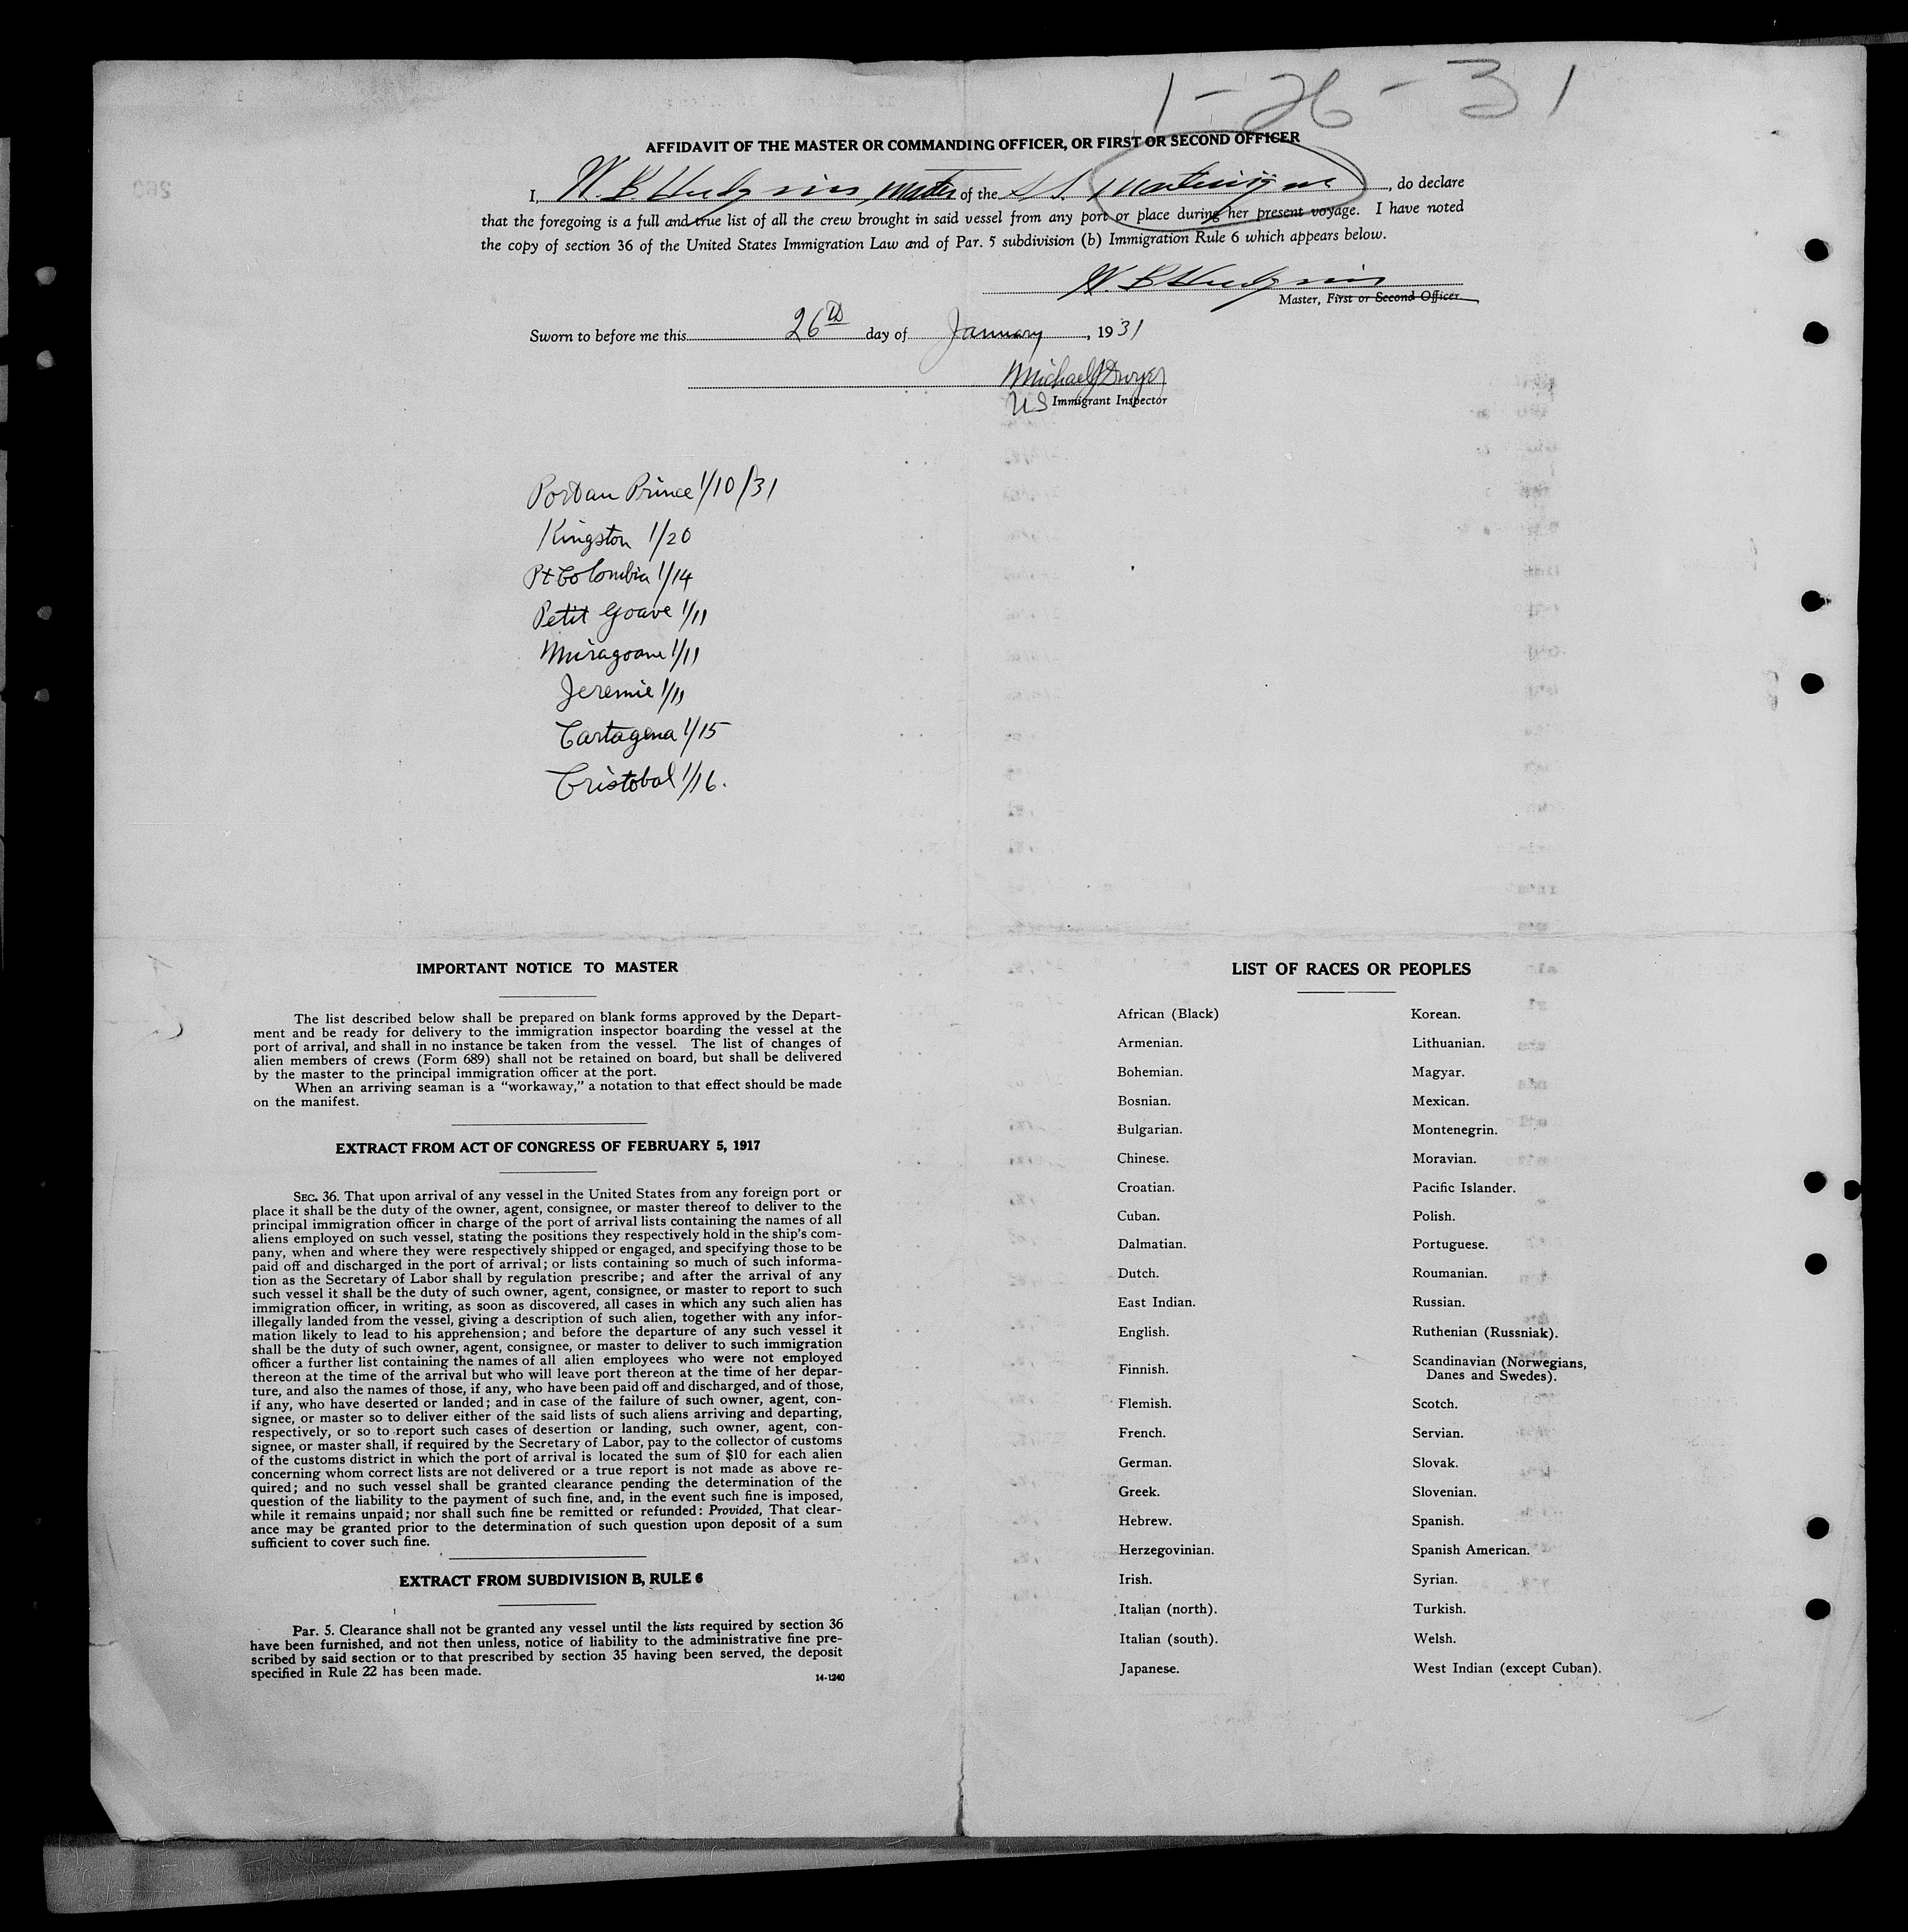 1-26-31
AFFIDAVIT OF THE MASTER OR COMMANDING OFFICER, OR FIRST OR SECOND OFFICER
I, W. B. Hudgins, Master of the S.S. Martinique, do declare
that the foregoing is a full and true list of all the crew brought in said vessel from any port or place during her present voyage. I have noted
the copy of section 36 of the United States Immigration Law and of Par. 5 subdivision (b) Immigration Rule 6 which appears below.
W. B. Hudgins
Master, First or Second Officer
Sworn to before me this 26th day of January, 1931
Michael J Dwyer
US Immigrant Inspector
Port au Prince 1/10/31
Kingston 1/20
Pt Colombia 1/14
Petit Goave 1/11
Miragoane 1/11
Jeremie 1/11
Cartagena 1/15
Cristobal 1/16.
IMPORTANT NOTICE TO MASTER
The list described below shall be prepared on blank forms approved by the Depart-
ment and be ready for delivery to the immigration inspector boarding the vessel at the
port of arrival, and shall in no instance be taken from the vessel. The list of changes of
alien members of crews (Form 689) shall not be retained on board, but shall be delivered
by the master to the principal immigration officer at the port.
When an arriving seaman is a "workaway," a notation to that effect should be made
on the manifest.
EXTRACT FROM ACT OF CONGRESS OF FEBRUARY 5, 1917
SEC. 36. That upon arrival of any vessel in the United States from any foreign port or
place it shall be the duty of the owner, agent, consignee, or master thereof to deliver to the
principal immigration officer in charge of the port of arrival lists containing the names of all
aliens employed on such vessel, stating the positions they respectively hold in the ship's com-
pany, when and where they were respectively shipped or engaged, and specifying those to be
paid off and discharged in the port of arrival; or lists containing so much of such informa-
tion as the Secretary of Labor shall by regulation prescribe; and after the arrival of any
such vessel it shall be the duty of such owner, agent, consignee, or master to report to such
immigration officer, in writing, as soon as discovered, all cases in which any such alien has
illegally landed from the vessel, giving a description of such alien, together with any infor-
mation likely to lead to his apprehension; and before the departure of any such vessel it
shall be the duty of such owner, agent, consignee, or master to deliver to such immigration
officer a further list containing the names of all alien employees who were not employed
thereon at the time of the arrival but who will leave port thereon at the time of her depar-
ture, and also the names of those, if any, who have been paid off and discharged, and of those,
if any, who have deserted or landed; and in case of the failure of such owner, agent, con-
signee, or master so to deliver either of the said lists of such aliens arriving and departing,
respectively, or so to report such cases of desertion or landing, such owner, agent, con-
signee, or master shall, if required by the Secretary of Labor, pay to the collector of customs
of the customs district in which the port of arrival is located the sum of $10 for each alien
concerning whom correct lists are not delivered or a true report is not made as above re-
quired; and no such vessel shall be granted clearance pending the determination of the
question of the liability to the payment of such fine, and, in the event such fine is imposed,
while it remains unpaid; nor shall such fine be remitted or refunded: Provided, That clear-
ance may be granted prior to the determination of such question upon deposit of a sum
sufficient to cover such fine.
EXTRACT FROM SUBDIVISION B, RULE 6
Par. 5. Clearance shall not be granted any vessel until the lists required by section 36
have been furnished, and not then unless, notice of liability to the administrative fine pre-
scribed by said section or to that prescribed by section 35 having been served, the deposit
specified in Rule 22 has been made.
14-1240
LIST OF RACES OR PEOPLES
African (Black)
Armenian.
Bohemian.
Bosnian.
Bulgarian.
Chinese.
Croatian.
Cuban.
Dalmatian.
Dutch.
East Indian.
English.
Finnish.
Flemish.
French.
German.
Greek.
Hebrew.
Herzegovinian.
Irish.
Italian (north).
Italian (south).
Japanese.
Korean.
Lithuanian.
Magyar.
Mexican.
Montenegrin.
Moravian.
Pacific Islander.
Polish.
Portuguese.
Roumanian.
Russian.
Ruthenian (Russniak).
Scandinavian (Norwegians,
Danes and Swedes).
Scotch.
Servian.
Slovak.
Slovenian.
Spanish.
Spanish American.
Syrian.
Turkish.
Welsh.
West Indian (except Cuban).